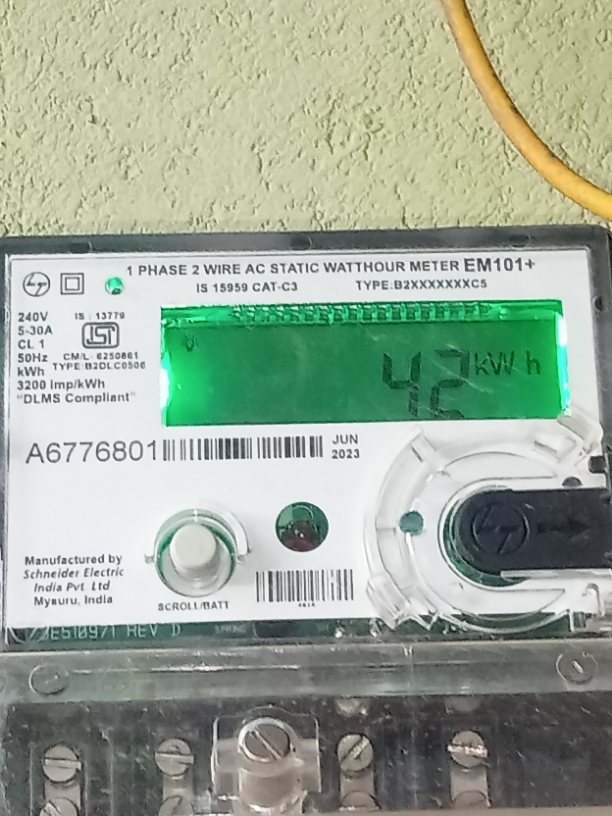 1 PHASE 2 WIRE AC STATIC WATTHOUR METER EM101+
IS 15959 CAT-C3 TYPE:B2XXXXXXXC5
240V
5-30A
CL 1
50Hz
kWh
3200 imp/kWh
"DLMS Compliant"
IS : 13779
ISI
CM/L- 6250861
TYPE:B2DLC0506
42 kWh
A6776801
JUN
2023
Manufactured by
Schneider Electric
India Pvt Ltd
Mysuru, India
SCROLL/BATT
REV D